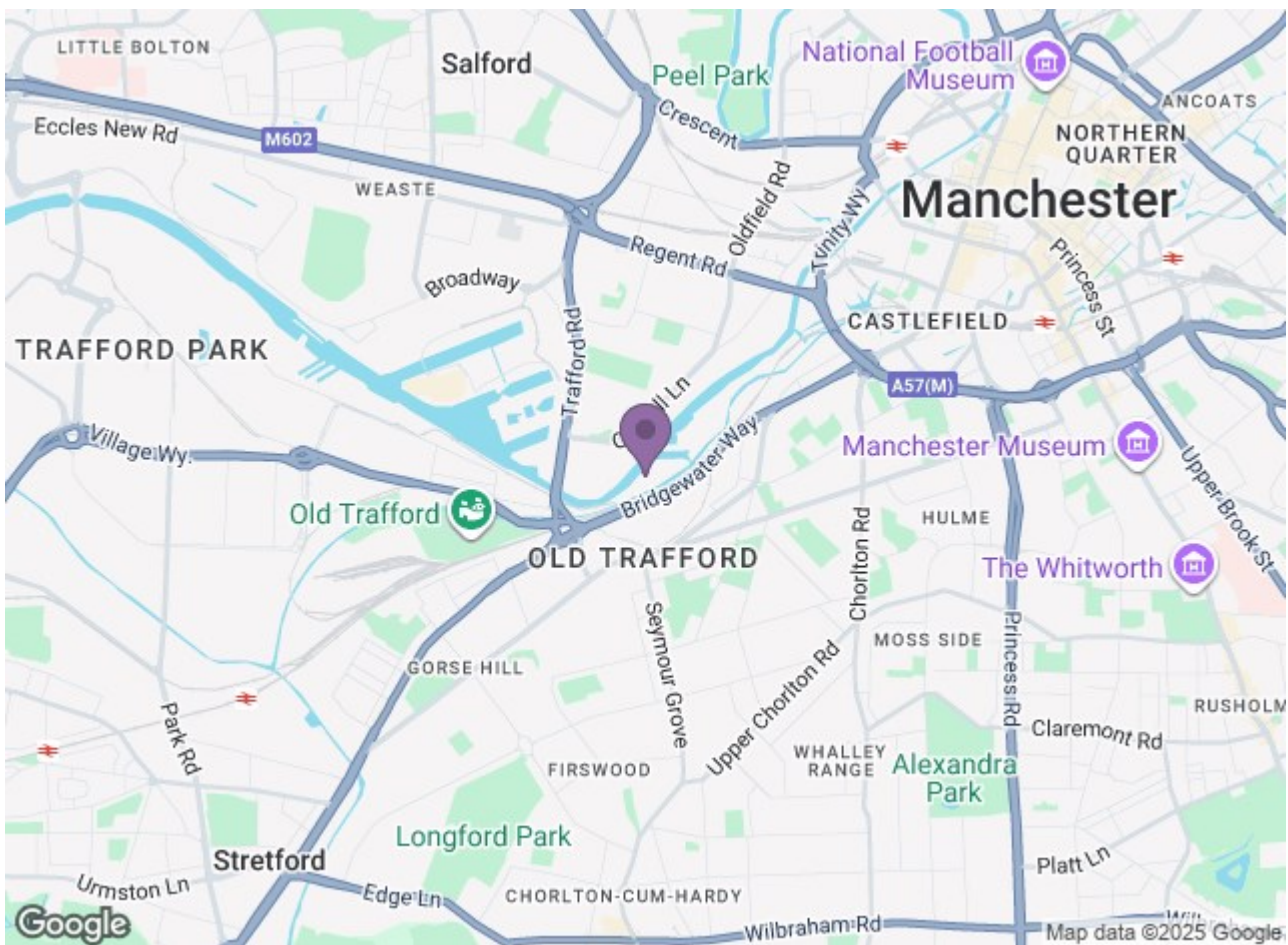 LITTLE BOLTON
Salford
Peel Park
National Football
Museum
ANCOATS
Eccles New Rd
M602
Crescent
NORTHERN
QUARTER
WEASTE
Oldfield Rd
Manchester
Regent Rd
Trinity Wy
Princess St
Broadway
TRAFFORD PARK
Trafford Rd
CASTLEFIELD
A57(M)
Village Wy.
Bridgewater Way
Manchester Museum
Upper Brook St
Old Trafford
OLD TRAFFORD
Chorlton Rd
HULME
The Whitworth
Seymour Grove
MOSS SIDE
GORSE HILL
Upper Chorlton Rd
Princess Rd
Park Rd
RUSHOLM
Claremont Rd
FIRSWOOD
WHALLEY
RANGE
Alexandra
Park
Longford Park
Stretford
Platt Ln
Urmston Ln
Edge Ln
CHORLTON-CUM-HARDY
Wilbraham Rd
Google
Map data ©2025 Google